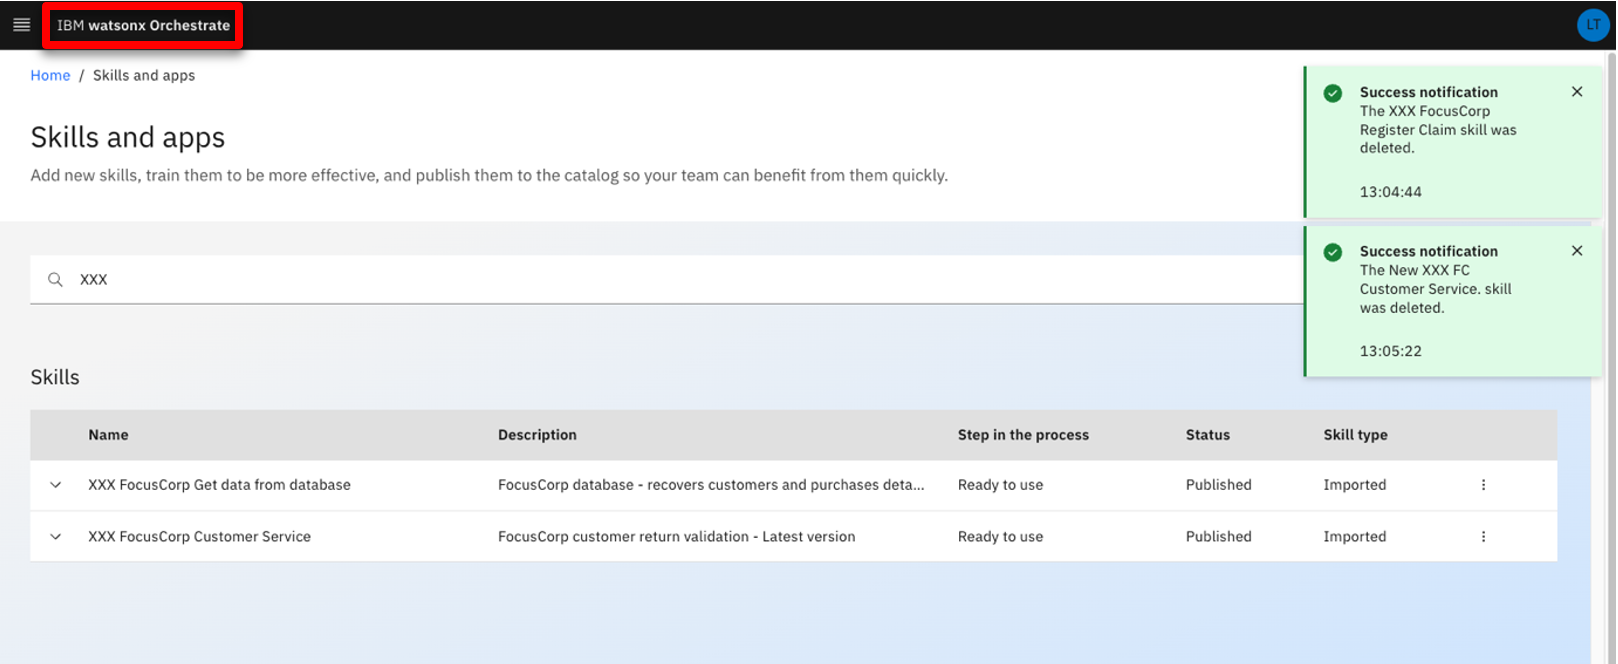 IBM watsonx Orchestrate
LT
Home / Skills and apps
Skills and apps
Add new skills, train them to be more effective, and publish them to the catalog so your team can benefit from them quickly.
Success notification
The XXX FocusCorp
Register Claim skill was
deleted.
13:04:44
Success notification
The New XXX FC
Customer Service. skill
was deleted.
13:05:22
XXX
Skills
Name Description Step in the process Status Skill type
XXX FocusCorp Get data from database FocusCorp database - recovers customers and purchases deta... Ready to use Published Imported
XXX FocusCorp Customer Service FocusCorp customer return validation - Latest version Ready to use Published Imported